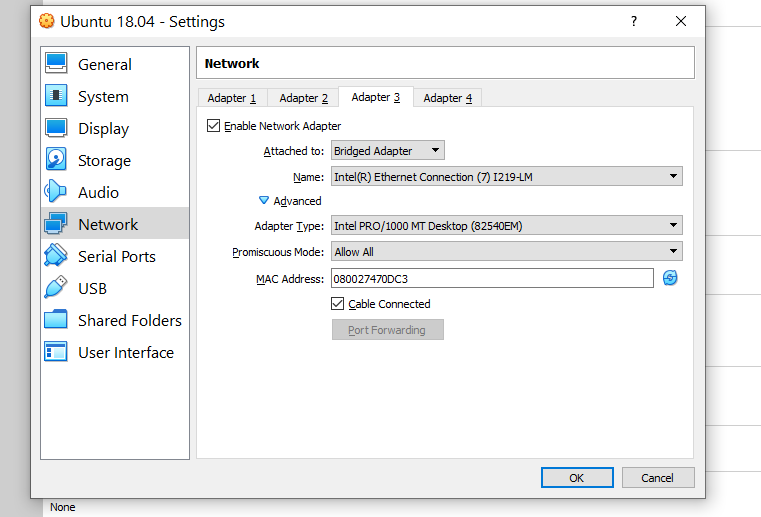 Ubuntu 18.04 - Settings
?
General
System
Display
Storage
Audio
Network
Serial Ports
USB
Shared Folders
User Interface
Network
Adapter 1 Adapter 2 Adapter 3 Adapter 4
Enable Network Adapter
Attached to: Bridged Adapter
Name: Intel(R) Ethernet Connection (7) I219-LM
Advanced
Adapter Type: Intel PRO/1000 MT Desktop (82540EM)
Promiscuous Mode: Allow All
MAC Address: 080027470DC3
Cable Connected
Port Forwarding
OK Cancel
None